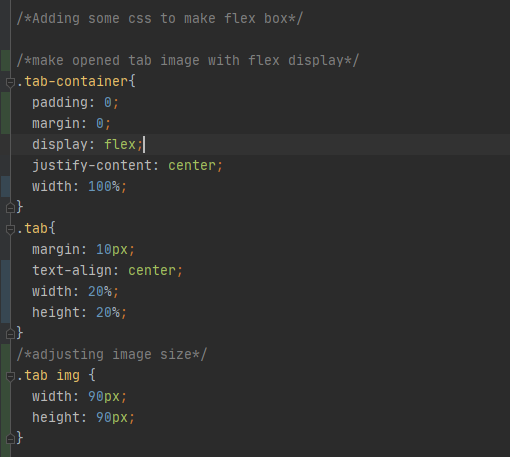 /*Adding some css to make flex box*/
/*make opened tab image with flex display*/
.tab-container{
padding: 0;
margin: 0;
display: flex;
justify-content: center;
width: 100%;
}
.tab{
margin: 10px;
text-align: center;
width: 20%;
height: 20%;
}
/*adjusting image size*/
.tab img {
width: 90px;
height: 90px;
}